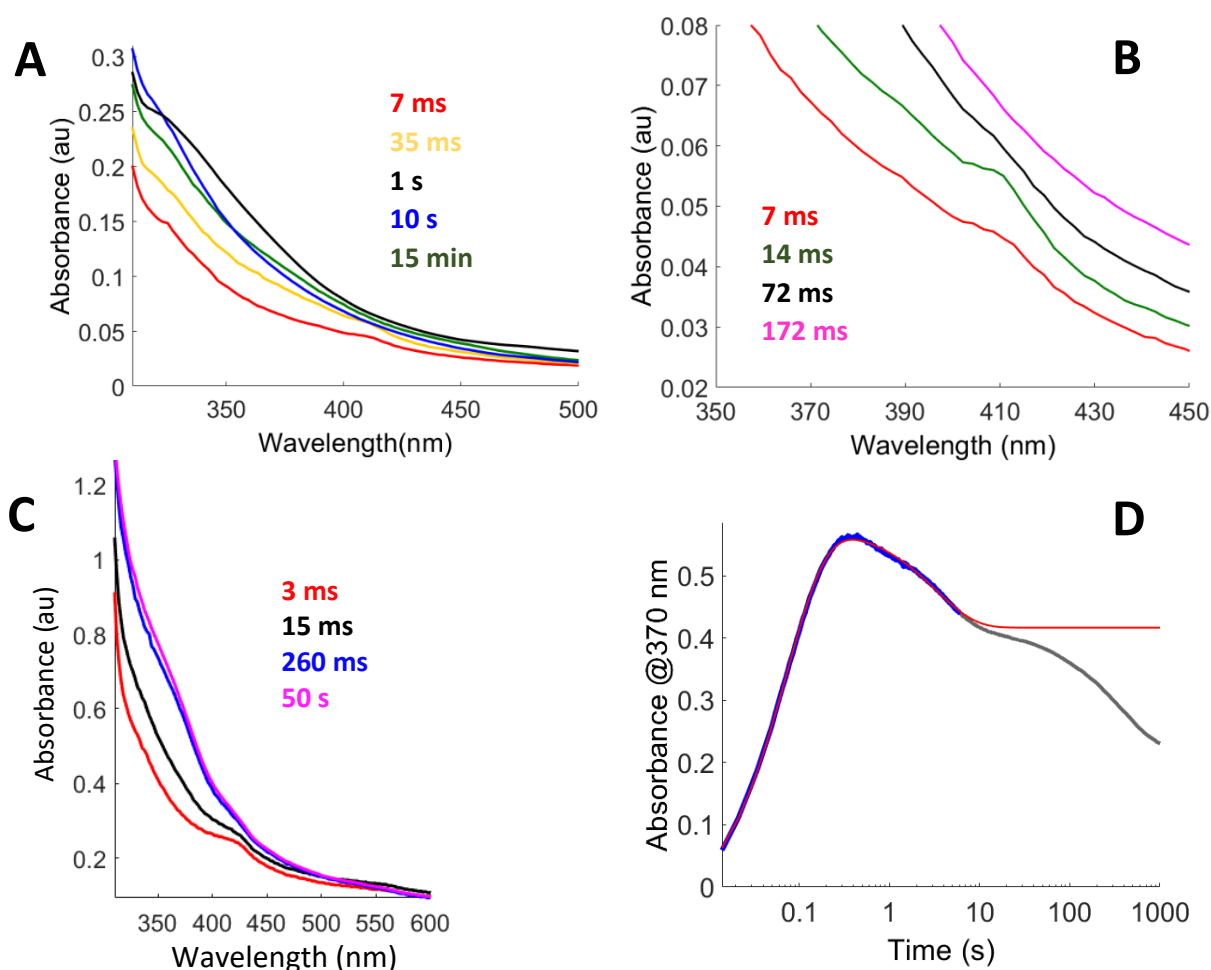 A
0.3
0.25
0.2
0.15
0.1
0.05
0
350
400
450
500
Absorbance (au)
Wavelength(nm)
7 ms
35 ms
1 s
10 s
15 min
B
0.08
0.07
0.06
0.05
0.04
0.03
0.02
350
370
390
410
430
450
Absorbance (au)
Wavelength (nm)
7 ms
14 ms
72 ms
172 ms
C
1.2
1
0.8
0.6
0.4
0.2
350
400
450
500
550
600
Absorbance (au)
Wavelength (nm)
3 ms
15 ms
260 ms
50 s
D
0.5
0.4
0.3
0.2
0.1
0
0.1
1
10
100
1000
Absorbance @370 nm
Time (s)